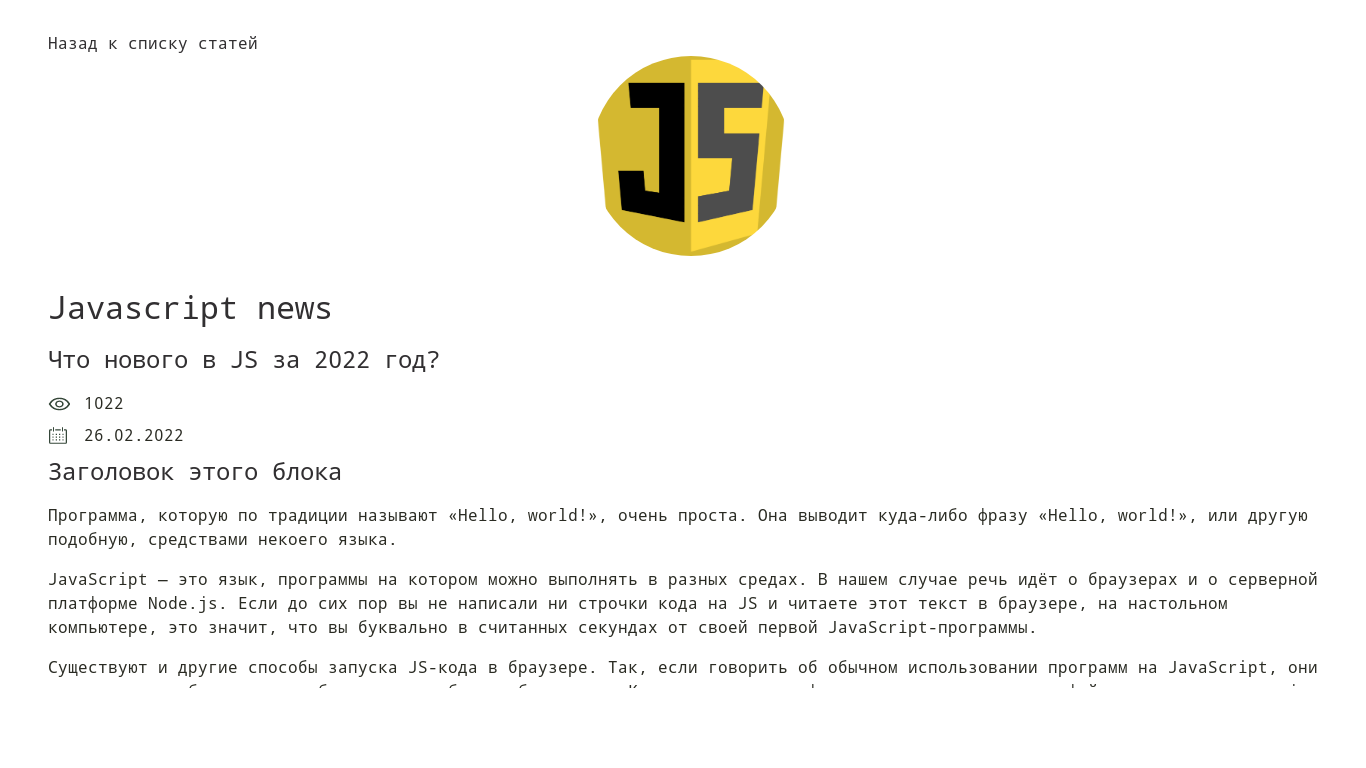 Назад к списку статей
JS
Javascript news
Что нового в JS за 2022 год?
1022
26.02.2022
Заголовок этого блока
Программа, которую по традиции называют «Hello, world!», очень проста. Она выводит куда-либо фразу «Hello, world!», или другую
подобную, средствами некоего языка.
JavaScript — это язык, программы на котором можно выполнять в разных средах. В нашем случае речь идёт о браузерах и о серверной
платформе Node.js. Если до сих пор вы не написали ни строчки кода на JS и читаете этот текст в браузере, на настольном
компьютере, это значит, что вы буквально в считанных секундах от своей первой JavaScript-программы.
Существуют и другие способы запуска JS-кода в браузере. Так, если говорить об обычном использовании программ на JavaScript, они